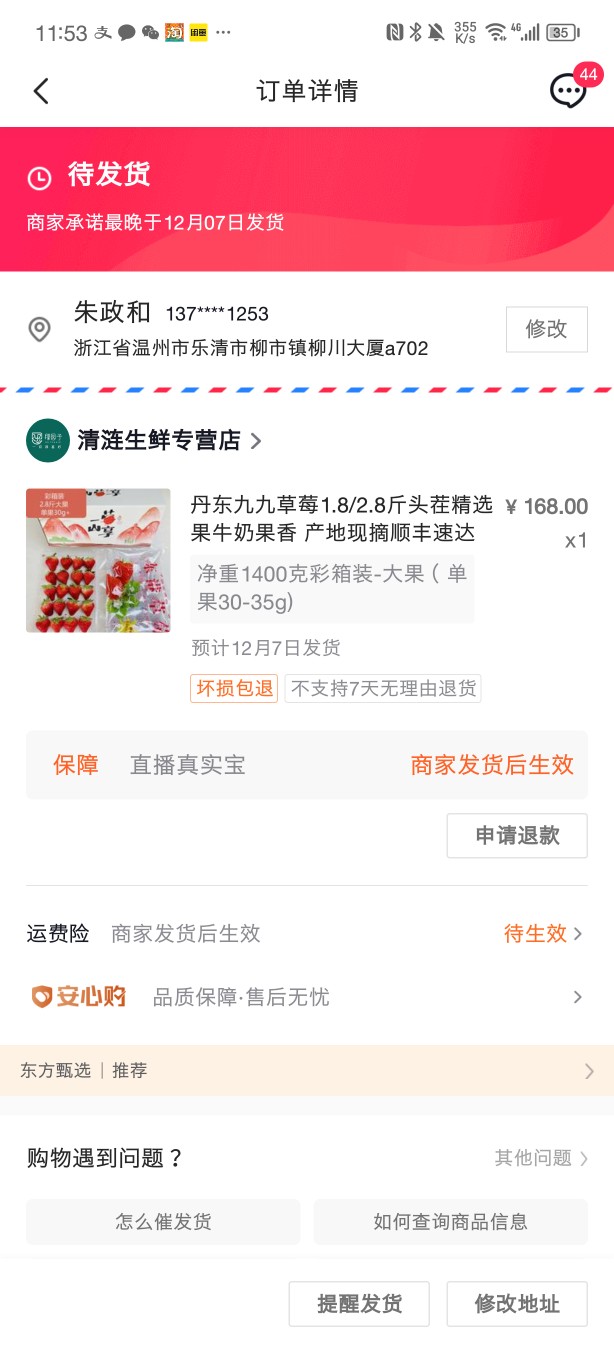 11:53
355 K/s
4G
35
订单详情
44
待发货
商家承诺最晚于12月07日发货
朱政和 137****1253
修改
浙江省温州市乐清市柳市镇柳川大厦a702
清涟生鲜专营店
彩箱装
2.8斤大果
单果30g+
丹东九九草莓1.8/2.8斤头茬精选 ¥ 168.00
果牛奶果香 产地现摘顺丰速达 x1
净重1400克彩箱装-大果(单
果30-35g)
预计12月7日发货
坏损包退 不支持7天无理由退货
保障 直播真实宝 商家发货后生效
申请退款
运费险 商家发货后生效 待生效
安心购 品质保障·售后无忧
东方甄选 | 推荐
购物遇到问题? 其他问题
怎么催发货 如何查询商品信息
提醒发货 修改地址